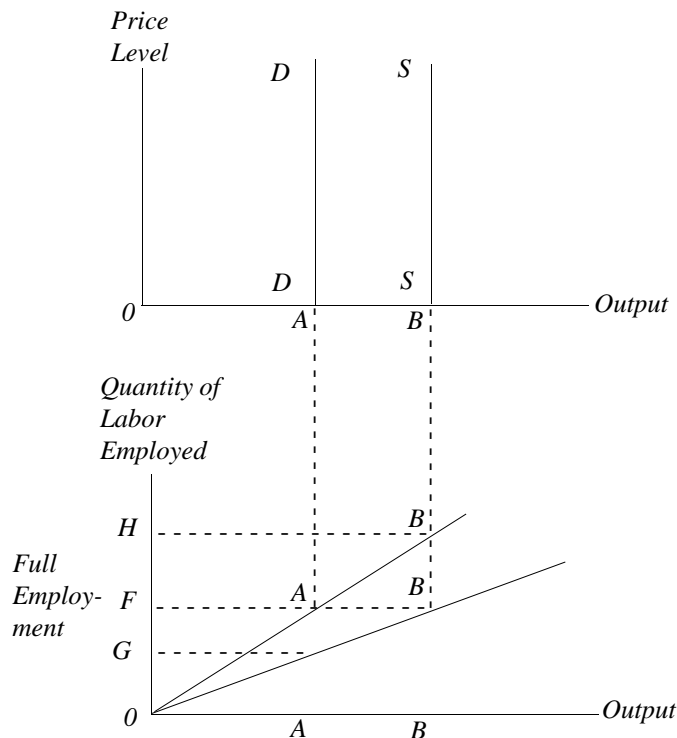 Price
Level
D
S
D
S
0
A
B
Output
Quantity of
Labor
Employed
H
B
Full
Employ-
ment
F
A
B
G
0
A
B
Output